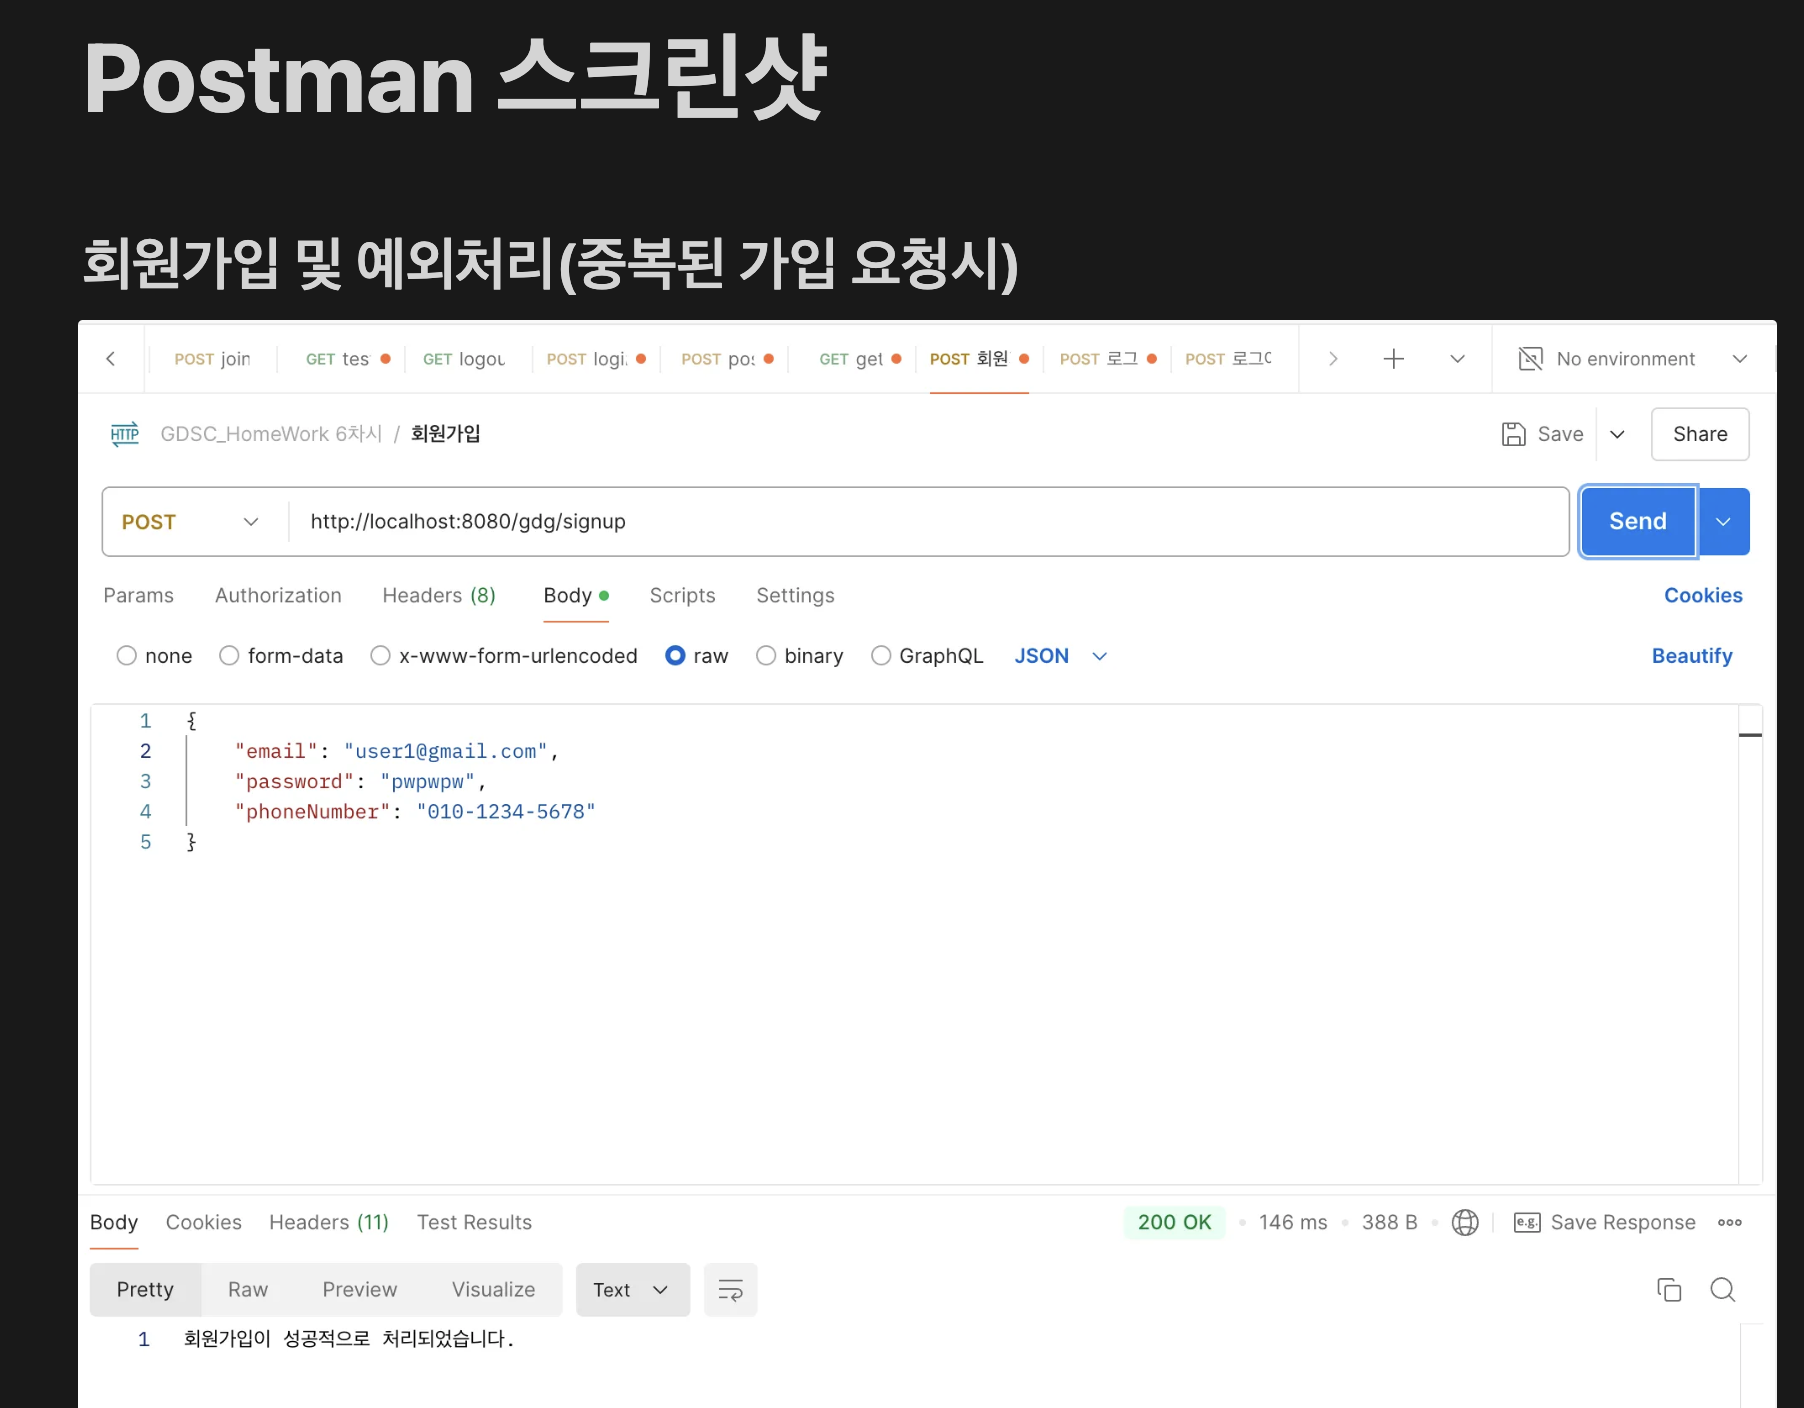 Postman 스크린샷
회원가입 및 예외처리(중복된 가입 요청시)
POST join GET tes GET logou POST logi. POST pos GET get POST 회원 POST 로그 POST 로그 No environment
HTTP GDSC_HomeWork 6차시 / 회원가입 Save Share
POST http://localhost:8080/gdg/signup Send
Params Authorization Headers (8) Body Scripts Settings Cookies
none form-data x-www-form-urlencoded raw binary GraphQL JSON Beautify
1 {
2 "email": "user1@gmail.com",
3 "password": "pwpwpw",
4 "phoneNumber": "010-1234-5678"
5 }
Body Cookies Headers (11) Test Results 200 OK 146 ms 388 B e.g. Save Response
Pretty Raw Preview Visualize Text
1 회원가입이 성공적으로 처리되었습니다.